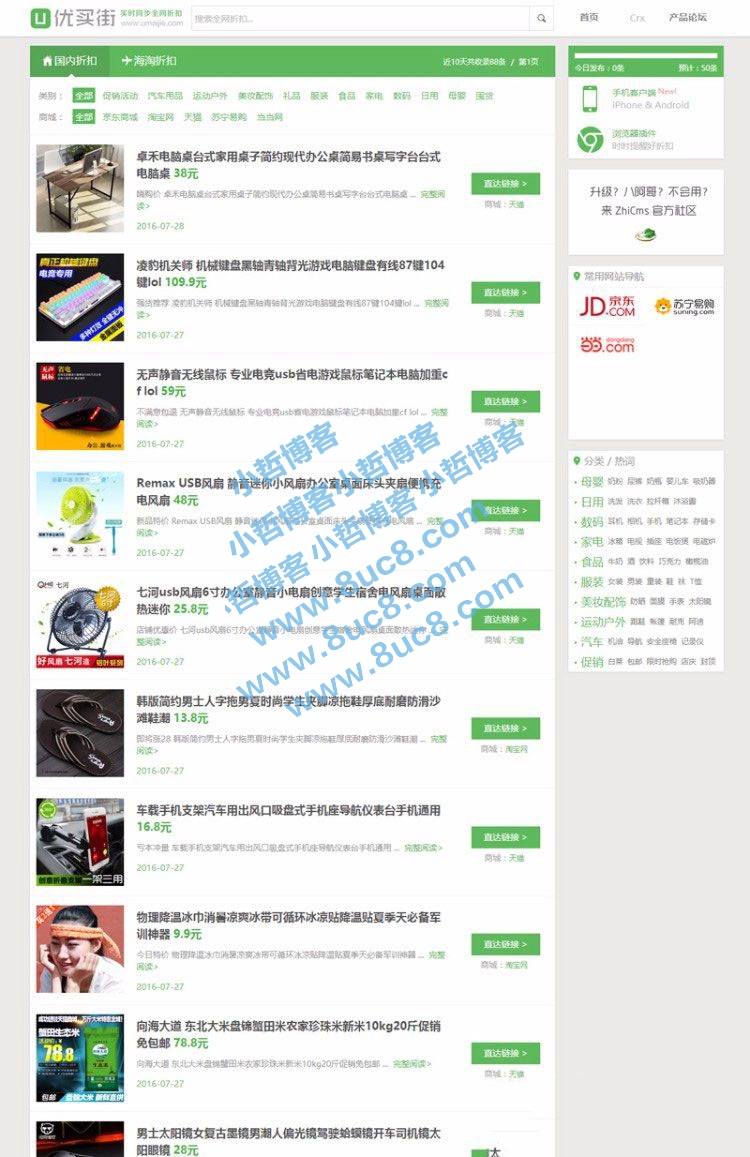 优买街
实时同步全网折扣
www.umaijie.com
搜索全网折扣...
首页 Crx 产品论坛
国内折扣 海淘折扣 近10天共收录88条 / 第1页
类别： 全部 促销活动 汽车用品 运动户外 美妆配饰 礼品 服装 食品 家电 数码 日用 母婴 囤货
商城： 全部 京东商城 淘宝网 天猫 苏宁易购 当当网
卓禾电脑桌台式家用桌子简约现代办公桌简易书桌写字台台式
电脑桌 38元
嗨购价 卓禾电脑桌台式家用桌子简约现代办公桌简易书桌写字台台式电脑桌 ... 完整阅
读>
2016-07-28
直达链接 >
商城：天猫
真正机械键盘
电竞专用
凌豹机关师 机械键盘黑轴青轴背光游戏电脑键盘有线87键104
键lol 109.9元
强货推荐 凌豹机关师 机械键盘黑轴青轴背光游戏电脑键盘有线87键104键lol ... 完整
阅读>
2016-07-27
直达链接 >
商城：天猫
无声鼠标 省电
无声静音无线鼠标 专业电竞usb省电游戏鼠标笔记本电脑加重c
f lol 59元
不满意包退 无声静音无线鼠标 专业电竞usb省电游戏鼠标笔记本电脑加重cf lol ... 完整
阅读>
2016-07-27
直达链接 >
商城：天猫
Remax USB风扇 静音迷你小风扇办公室桌面床头夹扇便携充
电风扇 48元
新品特价 Remax USB风扇 静音
2016-07-27
直达链接 >
商城：天猫
七河usb风扇6寸办公室静音小电扇创意学生宿舍电风扇桌面散
热迷你 25.8元
店铺优惠价 七河usb风扇6寸办公室静音小电扇创意学生宿舍电风扇桌面散热迷你 ... 完
整阅读>
2016-07-27
好风扇 七河造
直达链接 >
商城：天猫
韩版简约男士人字拖男夏时尚学生夹脚凉拖鞋厚底耐磨防滑沙
滩鞋潮 13.8元
即将涨28 韩版简约男士人字拖男夏时尚学生夹脚凉拖鞋厚底耐磨防滑沙滩鞋潮 ... 完整
阅读>
2016-07-27
直达链接 >
商城：淘宝网
车载手机支架汽车用出风口吸盘式手机座导航仪表台手机通用
16.8元
亏本冲量 车载手机支架汽车用出风口吸盘式手机座导航仪表台手机通用 ... 完整阅读>
2016-07-27
创意折叠支架 一架三用
直达链接 >
商城：天猫
物理降温冰巾消暑凉爽冰带可循环冰凉贴降温贴夏季天必备军
训神器 9.9元
今日特价 物理降温冰巾消暑凉爽冰带可循环冰凉贴降温贴夏季天必备军训神器 ... 完整
阅读>
2016-07-27
直达链接 >
商城：淘宝网
蟹田生态米
78.8
包邮
向海大道 东北大米盘锦蟹田米农家珍珠米新米10kg20斤促销
免包邮 78.8元
向海大道 东北大米盘锦蟹田米农家珍珠米新米10kg20斤促销免包邮 ... 完整阅读>
2016-07-27
直达链接 >
商城：天猫
男士太阳镜女复古墨镜男潮人偏光镜驾驶蛤蟆镜开车司机镜太
阳眼镜 28元
今日发布：0条 预计：50条
手机客户端 New!
iPhone & Android
浏览器插件
时时提醒好折扣
升级？/ \啊哥？不会用？
来 ZhiCms 官方社区
常用网站导航
JD.COM 京东
苏宁易购 suning.com
当当 dangdang .com
分类 / 热词
母婴 奶粉 尿裤 奶瓶 婴儿车 吸奶器
日用 洗发 洗衣 拉杆箱 沐浴露
数码 耳机 相机 手机 笔记本 存储卡
家电 冰箱 电视 插座 电饭煲 电磁炉
食品 牛奶 酒 饮料 巧克力 橄榄油
服装 女装 男装 童装 鞋 袜 T恤
美妆配饰 防晒 面膜 手表 太阳镜
运动户外 跑鞋 帐篷 耐克 阿迪
汽车 机油 导航 安全座椅 记录仪
促销 白菜 包邮 限时抢购 店庆 封顶
小哲博客 小哲博客
小哲博客 小哲博客 小哲博客
www.8uc8.com
www.8uc8.com
www.8uc8.com